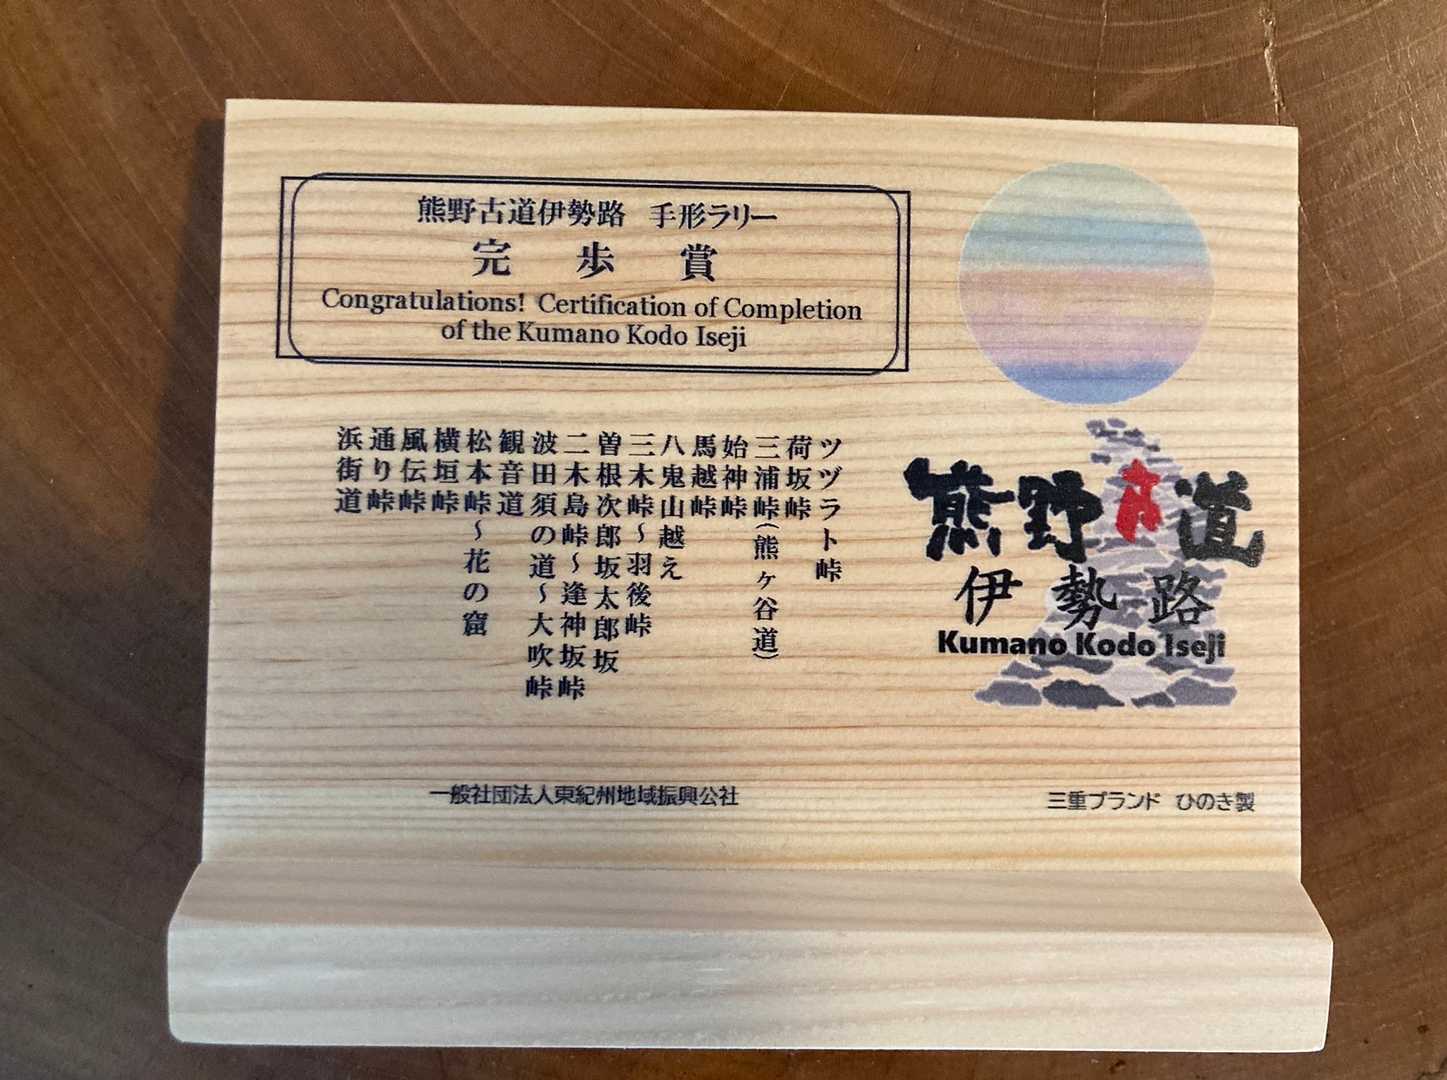 熊野古道伊勢路 手形ラリー
完歩賞
Congratulations! Certification of Completion
of the Kumano Kodo Iseji
ツヅラト峠
荷坂峠
三浦峠(熊ヶ谷道)
始神峠
馬越峠
八鬼山越え
三木峠〜羽後峠
曽根次郎坂太郎坂
二木島峠〜逢神坂峠
波田須の道〜大吹峠
観音道
松本峠〜花の窟
横垣峠
風伝峠
通り峠
浜街道
熊野古道
伊勢路
Kumano Kodo Iseji
一般社団法人東紀州地域振興公社
三重ブランド ひのき製